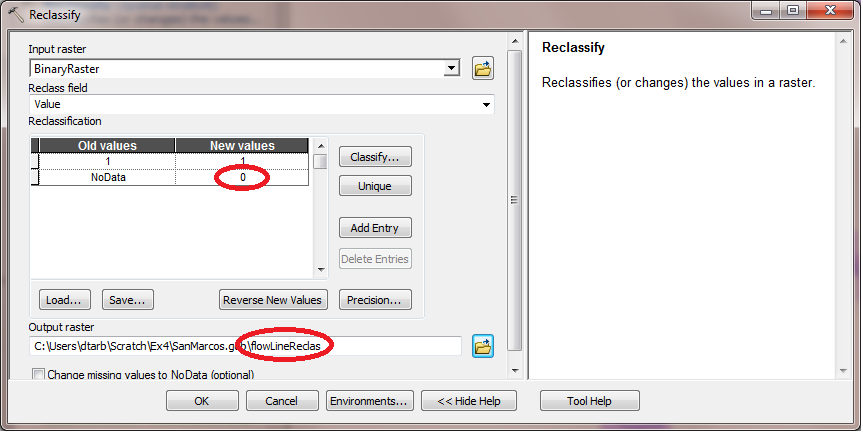 Reclassify
Input raster
BinaryRaster
Reclass field
Value
Reclassification
Old values New values
1 1
NoData 0
Classify...
Unique
Add Entry
Delete Entries
Load... Save... Reverse New Values Precision...
Output raster
C:\Users\dtarb\Scratch\Ex4\SanMarcos.gdb\flowLineReclas
Change missing values to NoData (optional)
OK Cancel Environments... << Hide Help Tool Help
Reclassify
Reclassifies (or changes) the values in a raster.